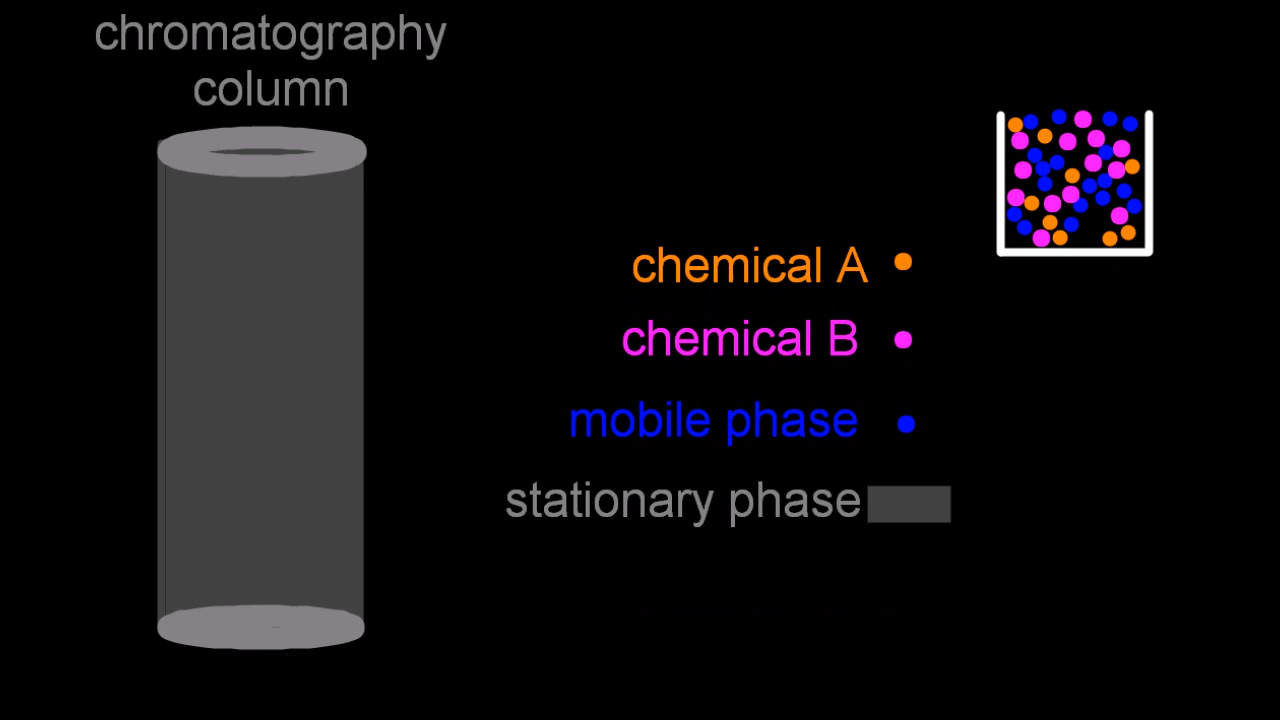 chromatography
column
chemical A
chemical B
mobile phase
stationary phase